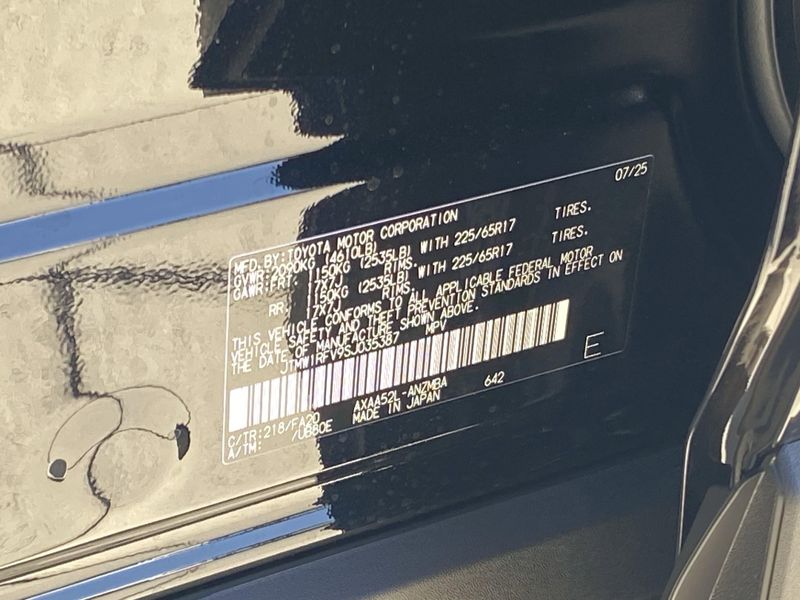 07/25
MFD.BY:TOYOTA MOTOR CORPORATION
GVWR:2090KG (4610LB)
GAWR:FRT: 1150KG (2535LB) WITH 225/65R17 TIRES.
17X7J RIMS.
RR: 1150KG (2535LB) WITH 225/65R17 TIRES.
17X7J RIMS.
THIS VEHICLE CONFORMS TO ALL APPLICABLE FEDERAL MOTOR
VEHICLE SAFETY AND THEFT PREVENTION STANDARDS IN EFFECT ON
THE DATE OF MANUFACTURE SHOWN ABOVE.
JTMW1RFV9SJ035387 MPV
E
C/TR:218/FA20 AXAA52L-ANZMBA 642
A/TM: /UB80E MADE IN JAPAN